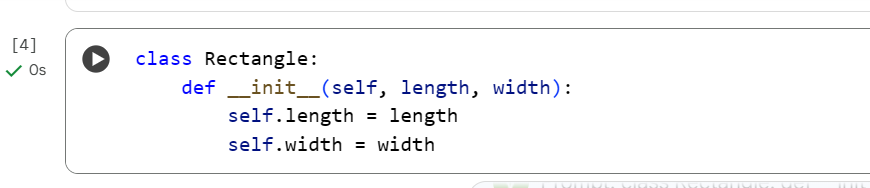 [4]
0s
class Rectangle:
    def __init__(self, length, width):
        self.length = length
        self.width = width